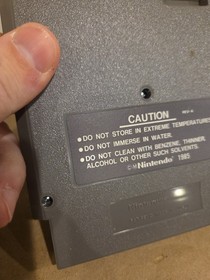 CAUTION
•DO NOT STORE IN EXTREME TEMPERATURES.
•DO NOT IMMERSE IN WATER.
•DO NOT CLEAN WITH BENZENE, THINNER,
ALCOHOL OR OTHER SUCH SOLVENTS.
©®Nintendo® 1985